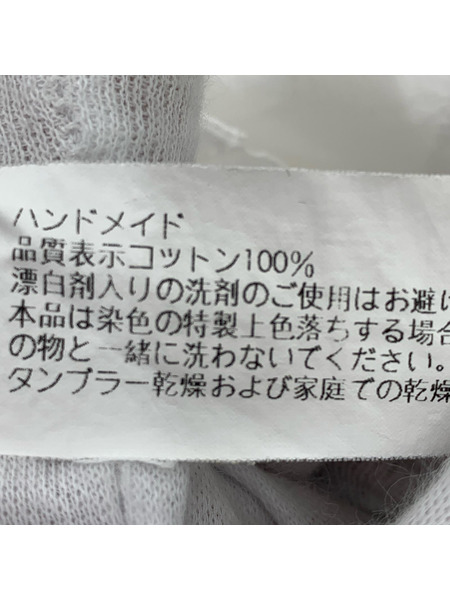 ハンドメイド
品質表示コットン100%
漂白剤入りの洗剤のご使用はお避け
本品は染色の特製上色落ちする場合
の物と一緒に洗わないでください。
タンブラー乾燥および家庭での乾燥